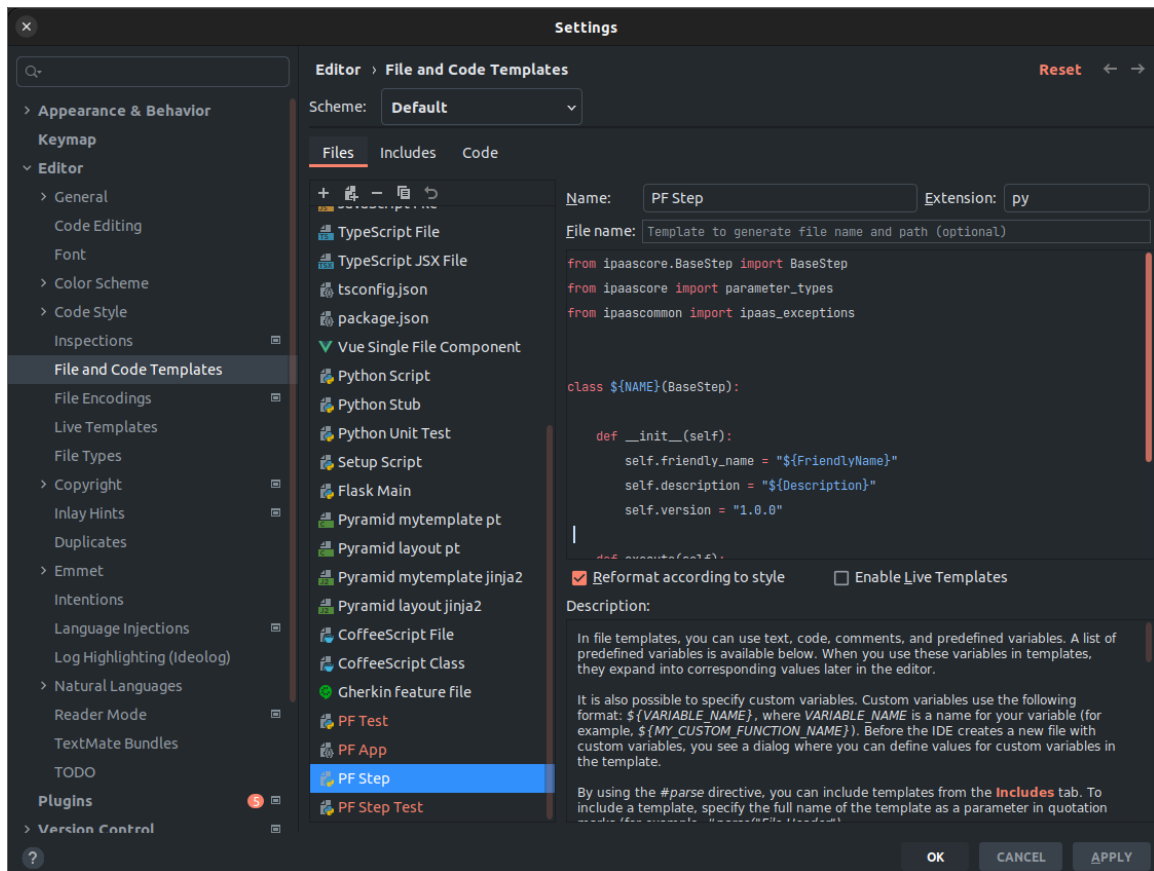 Settings
Appearance & Behavior
Keymap
Editor
General
Code Editing
Font
Color Scheme
Code Style
Inspections
File and Code Templates
File Encodings
Live Templates
File Types
Copyright
Inlay Hints
Duplicates
Emmet
Intentions
Language Injections
Log Highlighting (Ideolog)
Natural Languages
Reader Mode
TextMate Bundles
TODO
Plugins 5
Version Control
Editor › File and Code Templates
Reset
Scheme: Default
Files Includes Code
JavaScript File
TypeScript File
TypeScript JSX File
tsconfig.json
package.json
Vue Single File Component
Python Script
Python Stub
Python Unit Test
Setup Script
Flask Main
Pyramid mytemplate pt
Pyramid layout pt
Pyramid mytemplate jinja2
Pyramid layout jinja2
CoffeeScript File
CoffeeScript Class
Gherkin feature file
PF Test
PF App
PF Step
PF Step Test
Name: PF Step Extension: py
File name: Template to generate file name and path (optional)
from ipaascore.BaseStep import BaseStep
from ipaascore import parameter_types
from ipaascommon import ipaas_exceptions
class ${NAME}(BaseStep):
def __init__(self):
self.friendly_name = "${FriendlyName}"
self.description = "${Description}"
self.version = "1.0.0"
def execute(self):
Reformat according to style Enable Live Templates
Description:
In file templates, you can use text, code, comments, and predefined variables. A list of
predefined variables is available below. When you use these variables in templates,
they expand into corresponding values later in the editor.
It is also possible to specify custom variables. Custom variables use the following
format: ${VARIABLE_NAME}, where VARIABLE_NAME is a name for your variable (for
example, ${MY_CUSTOM_FUNCTION_NAME}). Before the IDE creates a new file with
custom variables, you see a dialog where you can define values for custom variables in
the template.
By using the #parse directive, you can include templates from the Includes tab. To
include a template, specify the full name of the template as a parameter in quotation
marks (for example, #parse("File Header")
?
OK CANCEL APPLY